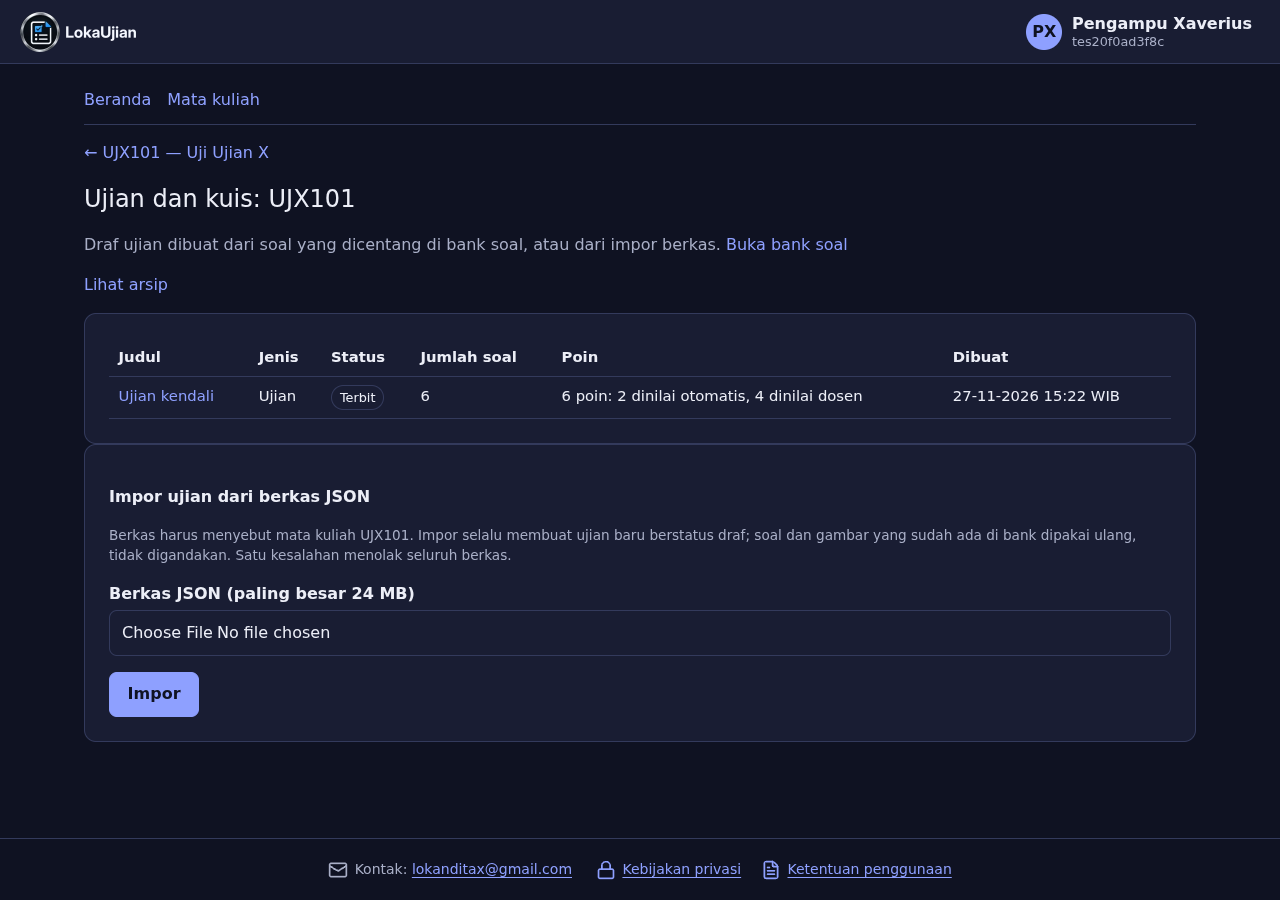 LokaUjian
PX
Pengampu Xaverius
tes20f0ad3f8c
Beranda Mata kuliah
← UJX101 — Uji Ujian X
Ujian dan kuis: UJX101
Draf ujian dibuat dari soal yang dicentang di bank soal, atau dari impor berkas. Buka bank soal
Lihat arsip
Judul Jenis Status Jumlah soal Poin Dibuat
Ujian kendali Ujian Terbit 6 6 poin: 2 dinilai otomatis, 4 dinilai dosen 27-11-2026 15:22 WIB
Impor ujian dari berkas JSON
Berkas harus menyebut mata kuliah UJX101. Impor selalu membuat ujian baru berstatus draf; soal dan gambar yang sudah ada di bank dipakai ulang,
tidak digandakan. Satu kesalahan menolak seluruh berkas.
Berkas JSON (paling besar 24 MB)
Choose File No file chosen
Impor
Kontak: lokanditax@gmail.com Kebijakan privasi Ketentuan penggunaan